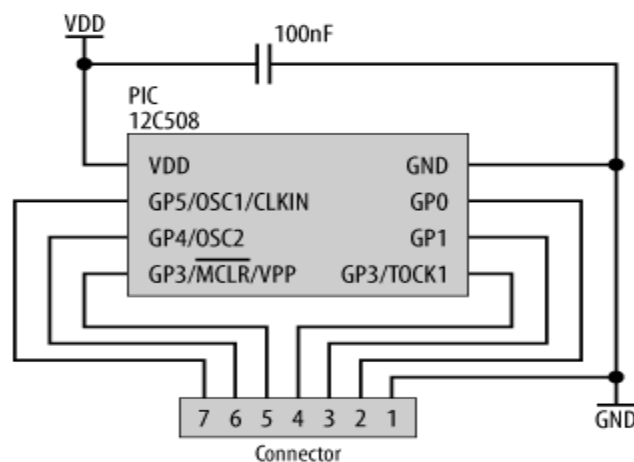 VDD
100nF
PIC
12C508
VDD GND
GP5/OSC1/CLKIN GP0
GP4/OSC2 GP1
GP3/MCLR/VPP GP3/TOCK1
7 6 5 4 3 2 1
GND
Connector